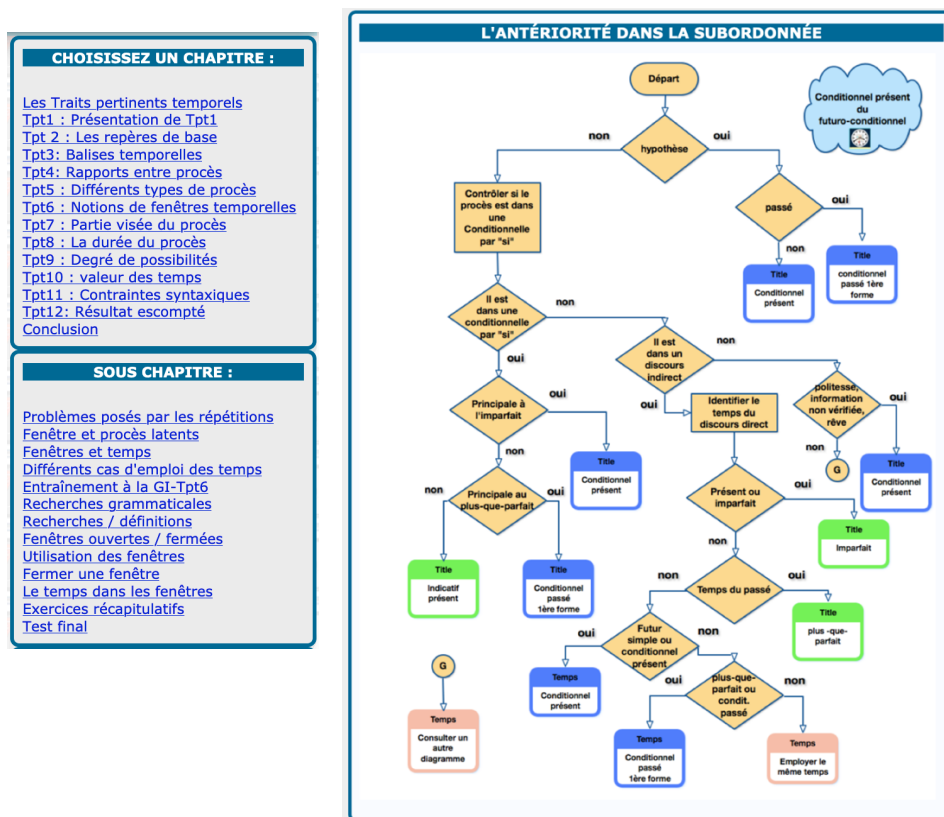 CHOISISSEZ UN CHAPITRE :
Les Traits pertinents temporels
Tpt1 : Présentation de Tpt1
Tpt 2 : Les repères de base
Tpt3: Balises temporelles
Tpt4: Rapports entre procès
Tpt5 : Différents types de procès
Tpt6 : Notions de fenêtres temporelles
Tpt7 : Partie visée du procès
Tpt8 : La durée du procès
Tpt9 : Degré de possibilités
Tpt10 : valeur des temps
Tpt11 : Contraintes syntaxiques
Tpt12: Résultat escompté
Conclusion
SOUS CHAPITRE :
Problèmes posés par les répétitions
Fenêtre et procès latents
Fenêtres et temps
Différents cas d'emploi des temps
Entraînement à la GI-Tpt6
Recherches grammaticales
Recherches / définitions
Fenêtres ouvertes / fermées
Utilisation des fenêtres
Fermer une fenêtre
Le temps dans les fenêtres
Exercices récapitulatifs
Test final
L'ANTÉRIORITÉ DANS LA SUBORDONNÉE
Départ
Conditionnel présent
du
futuro-conditionnel
non
oui
hypothèse
Contrôler si le
procès est dans
une
Conditionnelle
par "si"
passé
oui
non
Title
Conditionnel
présent
Title
conditionnel
passé 1ère
forme
Il est
dans une
conditionnelle
par "si"
non
oui
Il est
dans un
discours
indirect
non
oui
Principale à
l'imparfait
oui
non
Title
Conditionnel
présent
Identifier le
temps du
discours direct
politesse,
information
non vérifiée,
rêve
oui
non
G
Title
Conditionnel
présent
Principale au
plus-que-parfait
non
oui
Title
Indicatif
présent
Title
Conditionnel
passé
1ère forme
Présent ou
imparfait
oui
non
Title
Imparfait
Temps du passé
non
oui
Title
plus -que-
parfait
Futur
simple ou
conditionnel
présent
oui
non
Temps
Conditionnel
présent
plus-que-
parfait ou
condit.
passé
oui
non
Temps
Conditionnel
passé
1ère forme
Temps
Employer le
même temps
G
Temps
Consulter un
autre
diagramme